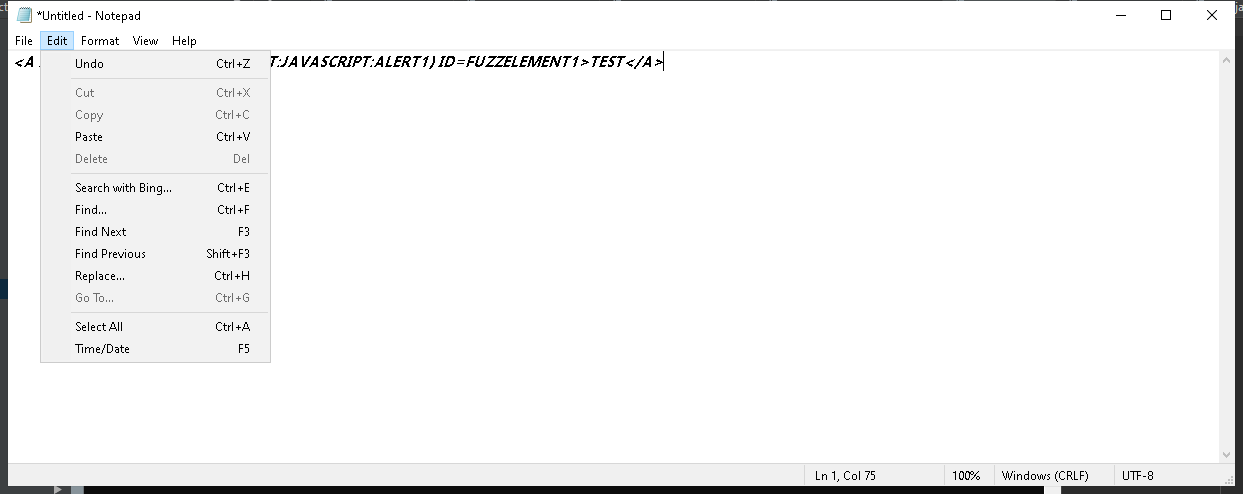 *Untitled - Notepad
File Edit Format View Help
<A T:JAVASCRIPT:ALERT1) ID=FUZZELEMENT1>TEST</A>
Undo Ctrl+Z
Cut Ctrl+X
Copy Ctrl+C
Paste Ctrl+V
Delete Del
Search with Bing... Ctrl+E
Find... Ctrl+F
Find Next F3
Find Previous Shift+F3
Replace... Ctrl+H
Go To... Ctrl+G
Select All Ctrl+A
Time/Date F5
Ln 1, Col 75 100% Windows (CRLF) UTF-8